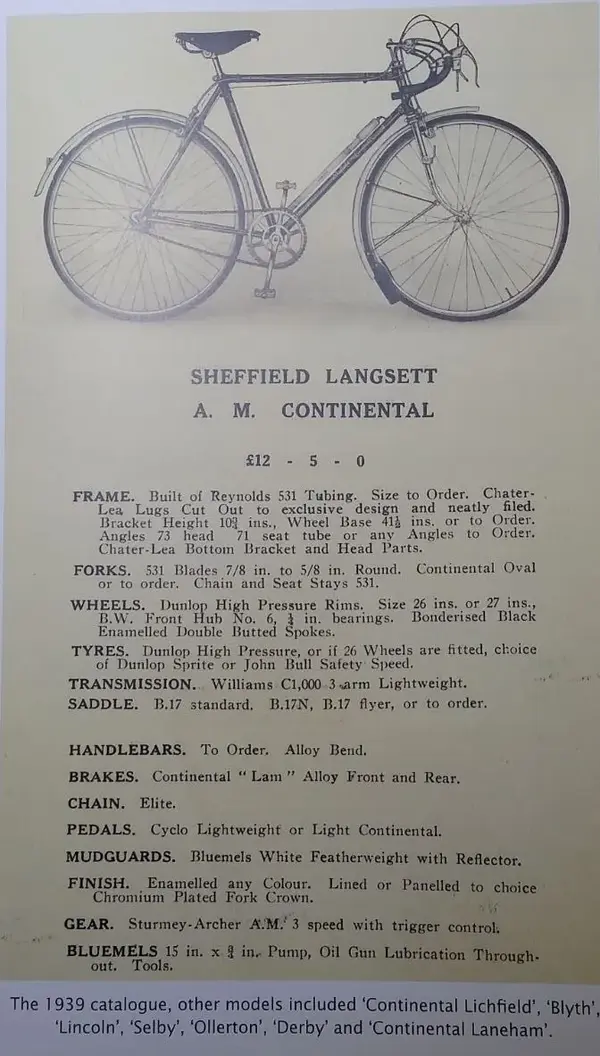 SHEFFIELD LANGSETT
A. M. CONTINENTAL
£12 - 5 - 0
FRAME. Built of Reynolds 531 Tubing. Size to Order. Chater-
Lea Lugs Cut Out to exclusive design and neatly filed.
Bracket Height 10¾ ins., Wheel Base 41½ ins. or to Order.
Angles 73 head 71 seat tube or any Angles to Order.
Chater-Lea Bottom Bracket and Head Parts.
FORKS. 531 Blades 7/8 in. to 5/8 in. Round. Continental Oval
or to order. Chain and Seat Stays 531.
WHEELS. Dunlop High Pressure Rims. Size 26 ins. or 27 ins.,
B.W. Front Hub No. 6, ¼ in. bearings. Bonderised Black
Enamelled Double Butted Spokes.
TYRES. Dunlop High Pressure, or if 26 Wheels are fitted, choice
of Dunlop Sprite or John Bull Safety Speed.
TRANSMISSION. Williams C1,000 3 arm Lightweight.
SADDLE. B.17 standard. B.17N, B.17 flyer, or to order.
HANDLEBARS. To Order. Alloy Bend.
BRAKES. Continental "Lam" Alloy Front and Rear.
CHAIN. Elite.
PEDALS. Cyclo Lightweight or Light Continental.
MUDGUARDS. Bluemels White Featherweight with Reflector.
FINISH. Enamelled any Colour. Lined or Panelled to choice
Chromium Plated Fork Crown.
GEAR. Sturmey-Archer A.M. 3 speed with trigger control.
BLUEMELS 15 in. x ¾ in. Pump, Oil Gun Lubrication Through-
out. Tools.
The 1939 catalogue, other models included 'Continental Lichfield', 'Blyth',
'Lincoln', 'Selby', 'Ollerton', 'Derby' and 'Continental Laneham'.